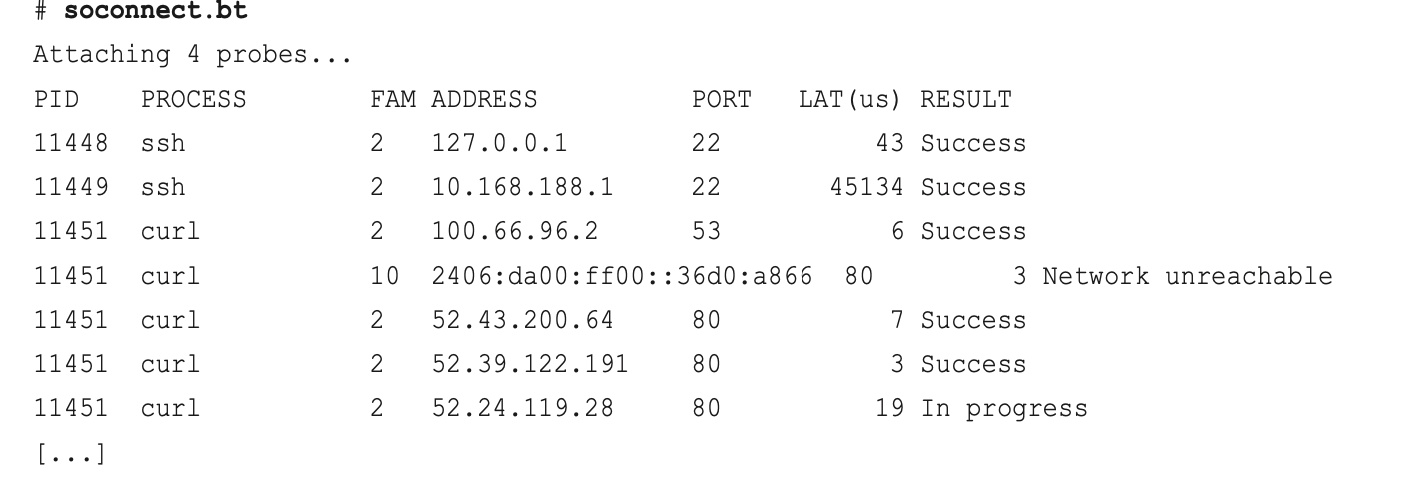 # soconnect.bt
Attaching 4 probes...
PID    PROCESS        FAM ADDRESS          PORT   LAT(us) RESULT
11448  ssh            2   127.0.0.1        22          43 Success
11449  ssh            2   10.168.188.1     22       45134 Success
11451  curl           2   100.66.96.2      53           6 Success
11451  curl           10  2406:da00:ff00::36d0:a866  80         3 Network unreachable
11451  curl           2   52.43.200.64     80           7 Success
11451  curl           2   52.39.122.191    80           3 Success
11451  curl           2   52.24.119.28     80          19 In progress
[...]